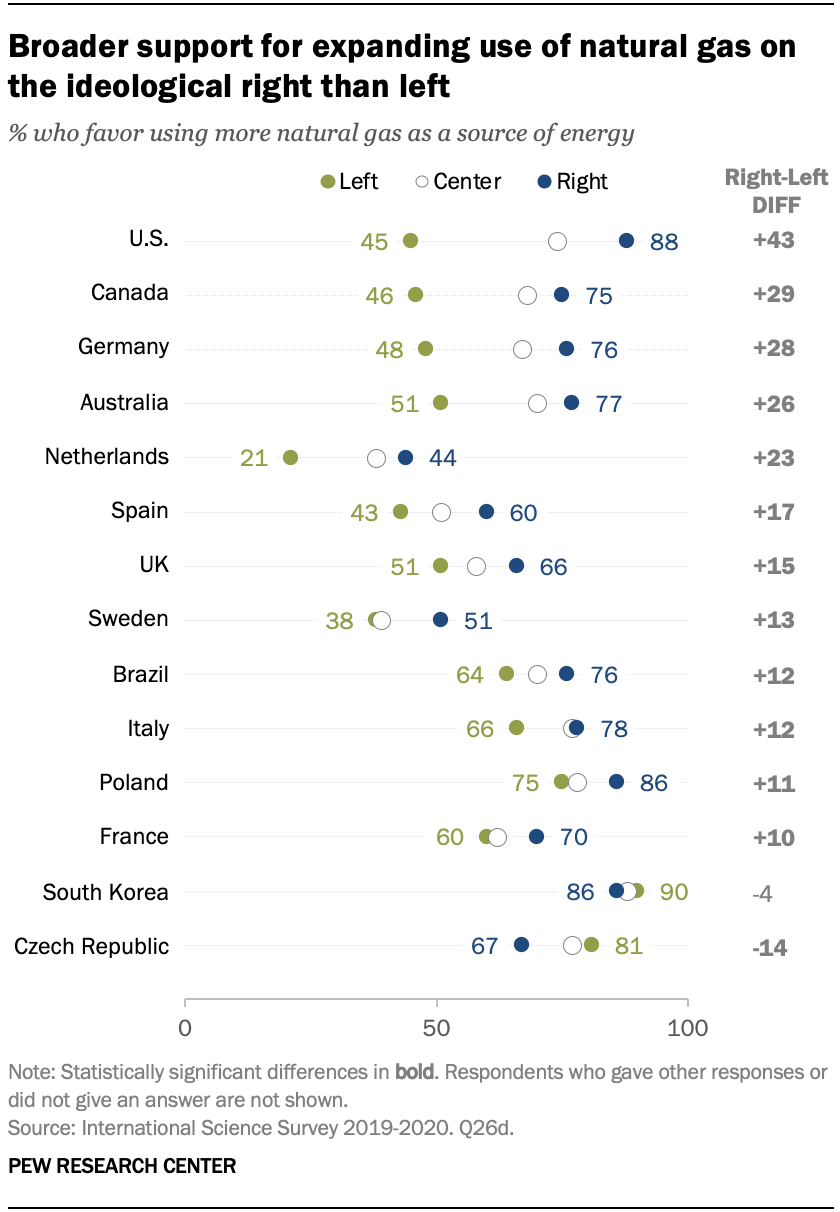 Broader support for expanding use of natural gas on
the ideological right than left
% who favor using more natural gas as a source of energy
Left Center Right Right-Left
DIFF
U.S. 45 88 +43
Canada 46 75 +29
Germany 48 76 +28
Australia 51 77 +26
Netherlands 21 44 +23
Spain 43 60 +17
UK 51 66 +15
Sweden 38 51 +13
Brazil 64 76 +12
Italy 66 78 +12
Poland 75 86 +11
France 60 70 +10
South Korea 86 90 -4
Czech Republic 67 81 -14
0 50 100
Note: Statistically significant differences in bold. Respondents who gave other responses or
did not give an answer are not shown.
Source: International Science Survey 2019-2020. Q26d.
PEW RESEARCH CENTER